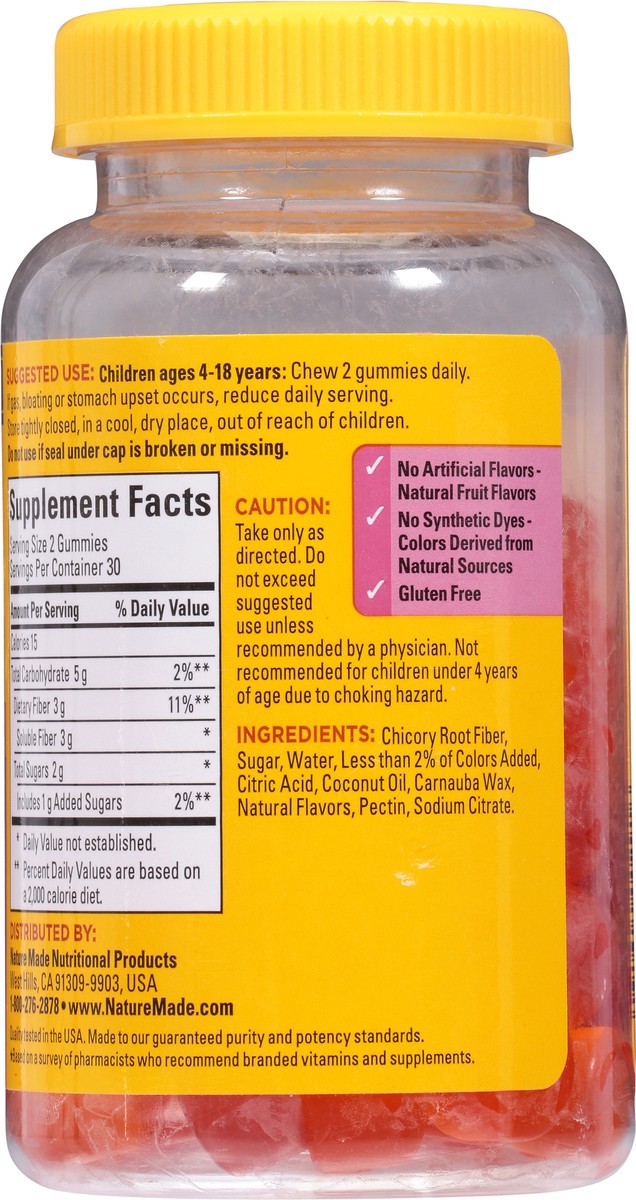 SUGGESTED USE: Children ages 4-18 years: Chew 2 gummies daily.
If gas, bloating or stomach upset occurs, reduce daily serving.
Store tightly closed, in a cool, dry place, out of reach of children.
Do not use if seal under cap is broken or missing.
✓ No Artificial Flavors -
Natural Fruit Flavors
✓ No Synthetic Dyes -
Colors Derived from
Natural Sources
✓ Gluten Free
Supplement Facts
Serving Size 2 Gummies
Servings Per Container 30
Amount Per Serving % Daily Value
Calories 15
Total Carbohydrate 5 g 2%**
Dietary Fiber 3 g 11%**
Soluble Fiber 3 g *
Total Sugars 2 g *
Includes 1 g Added Sugars 2%**
* Daily Value not established.
** Percent Daily Values are based on
a 2,000 calorie diet.
CAUTION:
Take only as
directed. Do
not exceed
suggested
use unless
recommended by a physician. Not
recommended for children under 4 years
of age due to choking hazard.
INGREDIENTS: Chicory Root Fiber,
Sugar, Water, Less than 2% of Colors Added,
Citric Acid, Coconut Oil, Carnauba Wax,
Natural Flavors, Pectin, Sodium Citrate.
DISTRIBUTED BY:
Nature Made Nutritional Products
West Hills, CA 91309-9903, USA
1-800-276-2878 • www.NatureMade.com
Quality tested in the USA. Made to our guaranteed purity and potency standards.
Based on a survey of pharmacists who recommend branded vitamins and supplements.